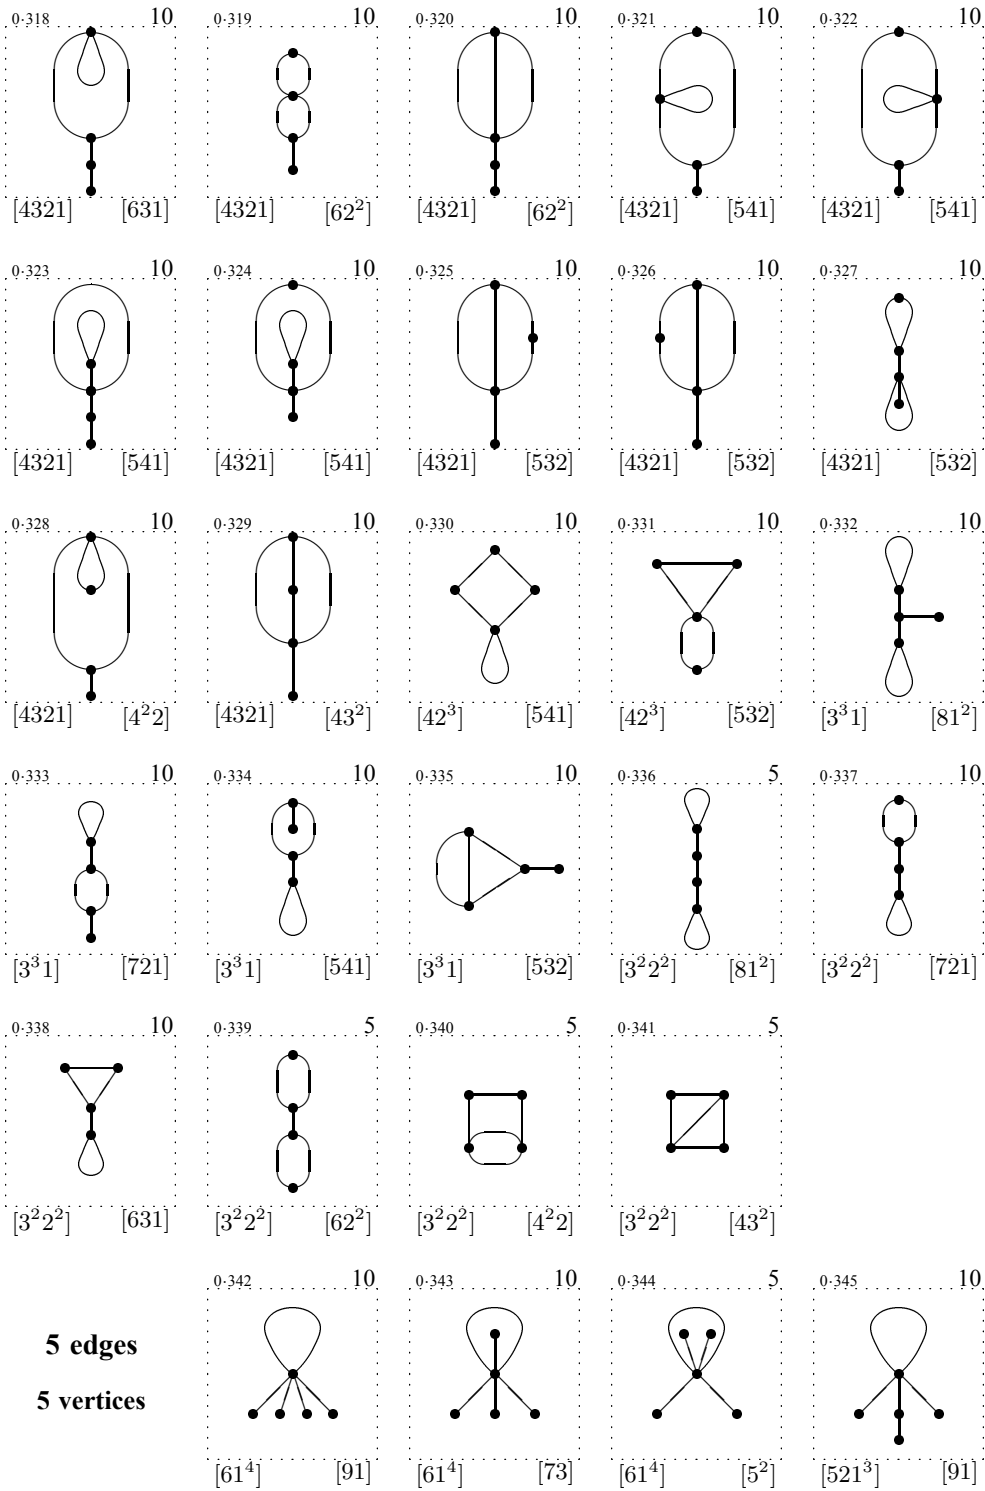 0·318 10 0·319 10 0·320 10 0·321 10 0·322 10
[4321] [631] [4321] [62²] [4321] [62²] [4321] [541] [4321] [541]
0·323 10 0·324 10 0·325 10 0·326 10 0·327 10
[4321] [541] [4321] [541] [4321] [532] [4321] [532] [4321] [532]
0·328 10 0·329 10 0·330 10 0·331 10 0·332 10
[4321] [4²2] [4321] [43²] [42³] [541] [42³] [532] [3³1] [81²]
0·333 10 0·334 10 0·335 10 0·336 5 0·337 10
[3³1] [721] [3³1] [541] [3³1] [532] [3²2²] [81²] [3²2²] [721]
0·338 10 0·339 5 0·340 5 0·341 5
[3²2²] [631] [3²2²] [62²] [3²2²] [4²2] [3²2²] [43²]
0·342 10 0·343 10 0·344 5 0·345 10
5 edges
5 vertices
[61⁴] [91] [61⁴] [73] [61⁴] [5²] [521³] [91]